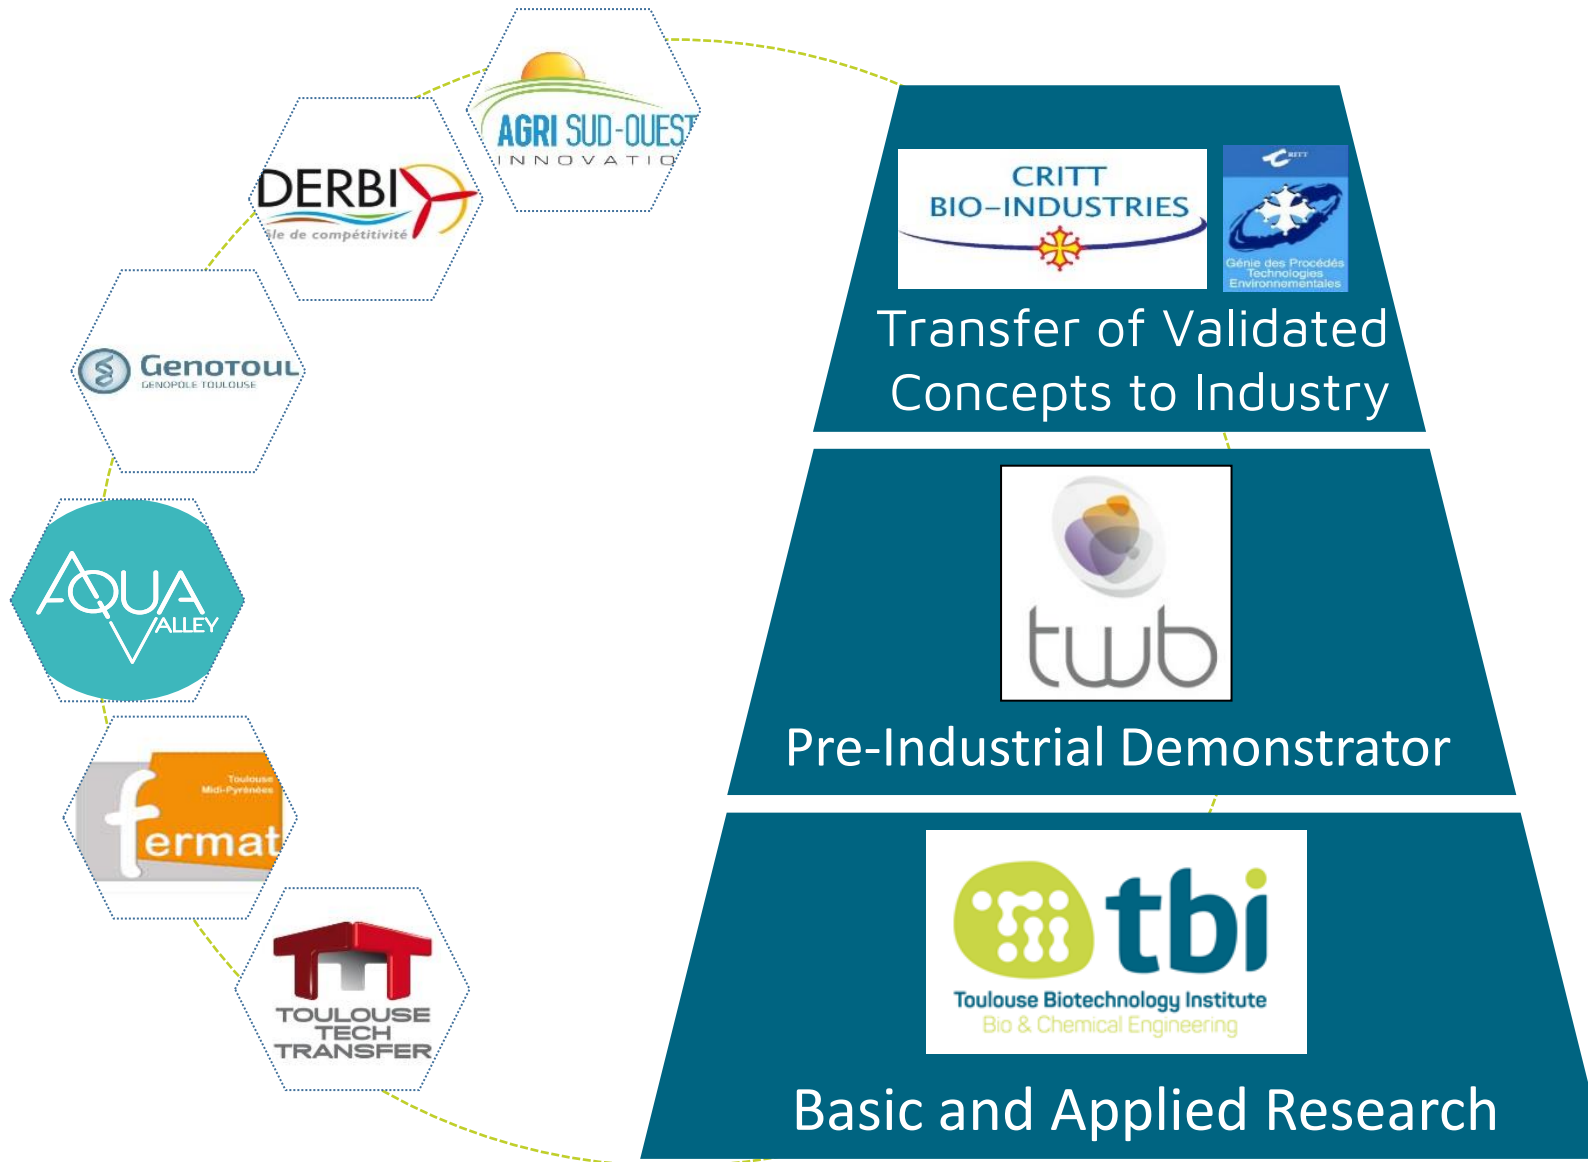 AGRI SUD-OUEST
INNOVATIO
DERBI
le de compétitivité
GENOTOUL
GENOPOLE TOULOUSE
AQUA
VALLEY
Toulouse
Midi-Pyrénées
fermat
TOULOUSE
TECH
TRANSFER
CRITT
BIO-INDUSTRIES
CRITT
Génie des Procédés
Technologies
Environnementales
Transfer of Validated
Concepts to Industry
twb
Pre-Industrial Demonstrator
tbi
Toulouse Biotechnology Institute
Bio & Chemical Engineering
Basic and Applied Research